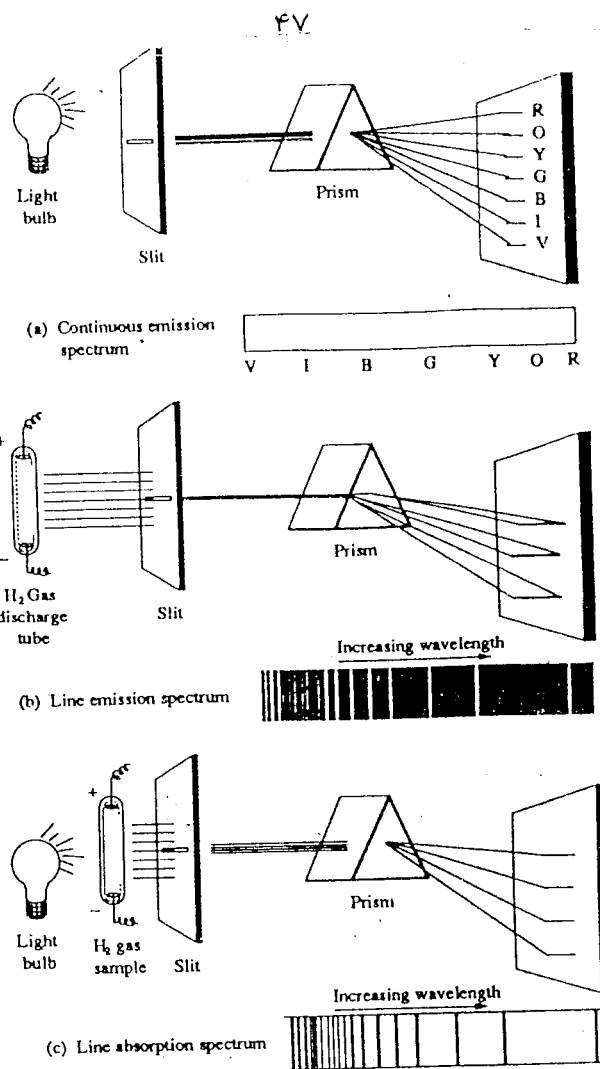 ۴۷
R
O
Y
G
B
I
V
Light
bulb
Slit
Prism
(a) Continuous emission
spectrum
V I B G Y O R
+
−
H₂ Gas
discharge
tube
Slit
Prism
Increasing wavelength
(b) Line emission spectrum
+
−
Light
bulb
H₂ gas
sample
Slit
Prism
Increasing wavelength
(c) Line absorption spectrum